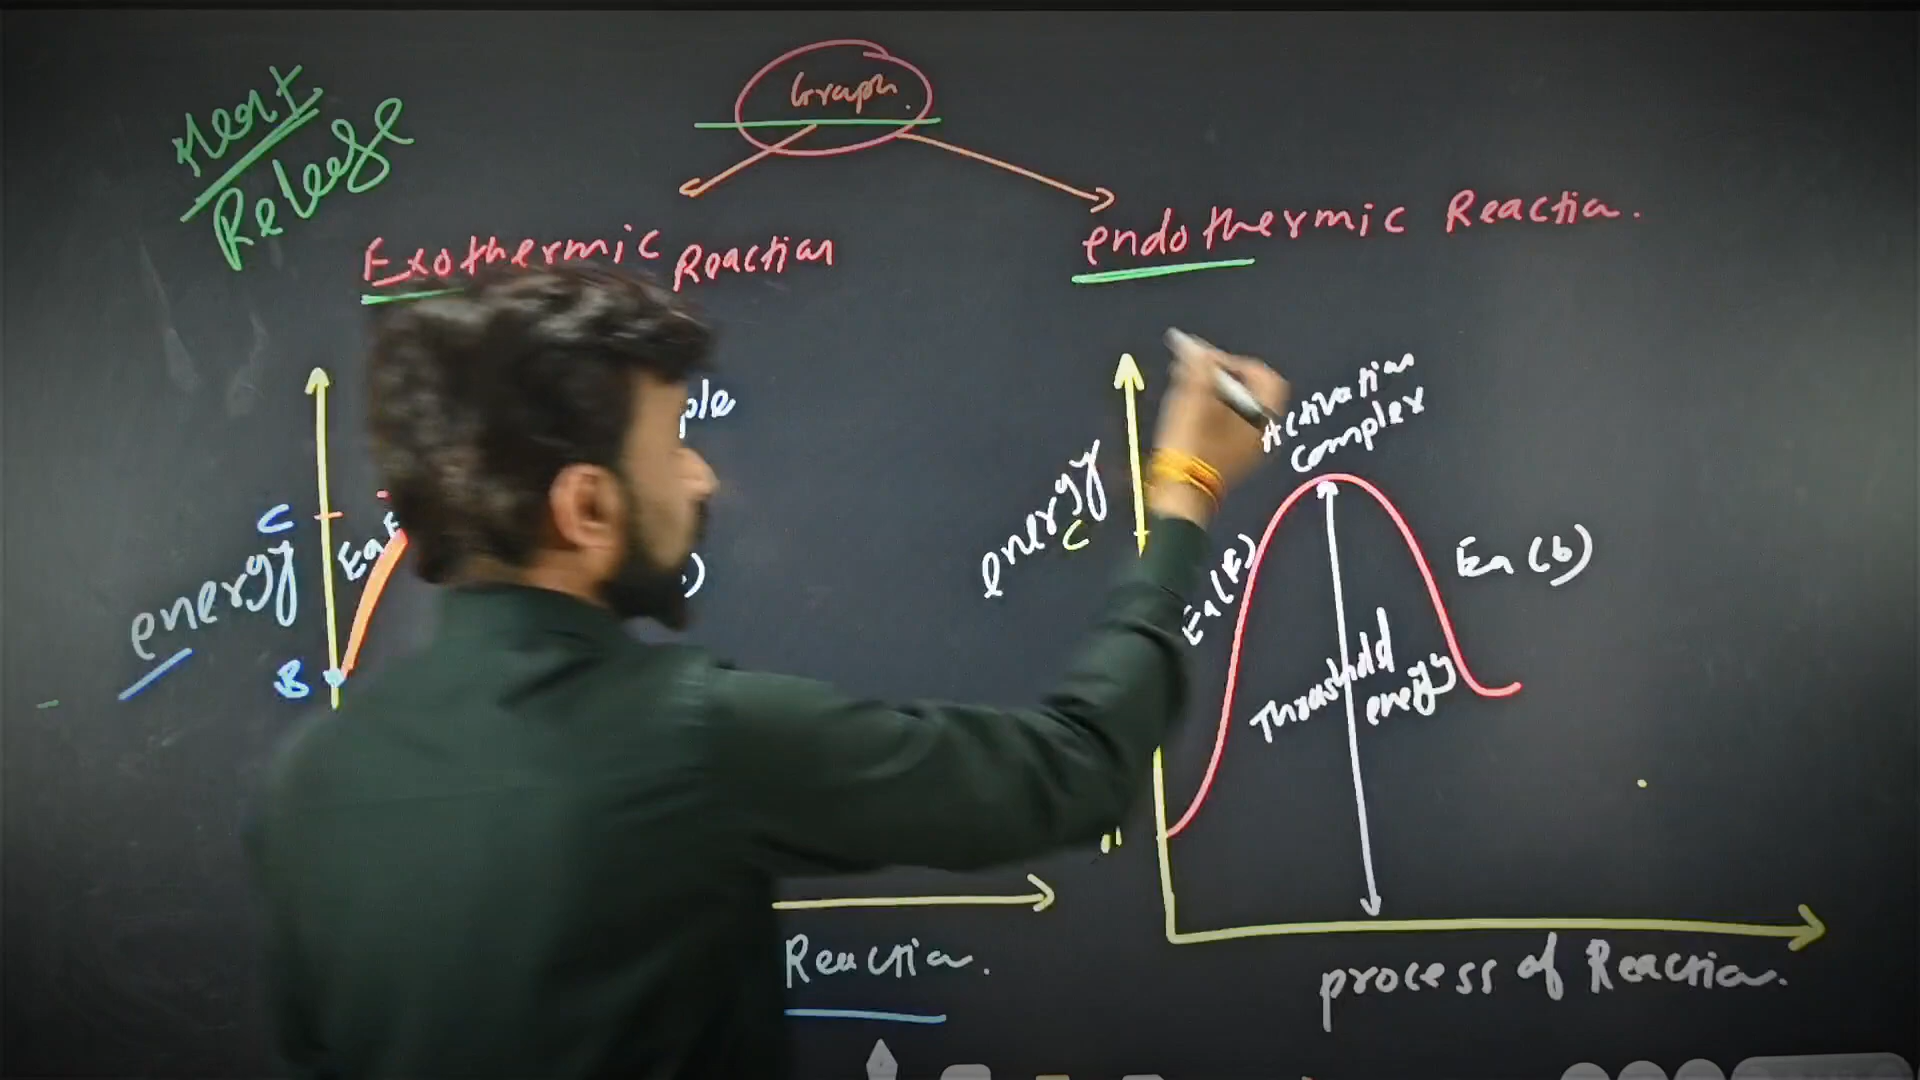 Graph.
Heat
Release
Exothermic Reaction
endothermic Reaction.
ple
Activation
complex
C
energy
Ea
B
energy
C
Ea(F)
Ea(b)
Threshold
energy
Reaction.
process of Reaction.